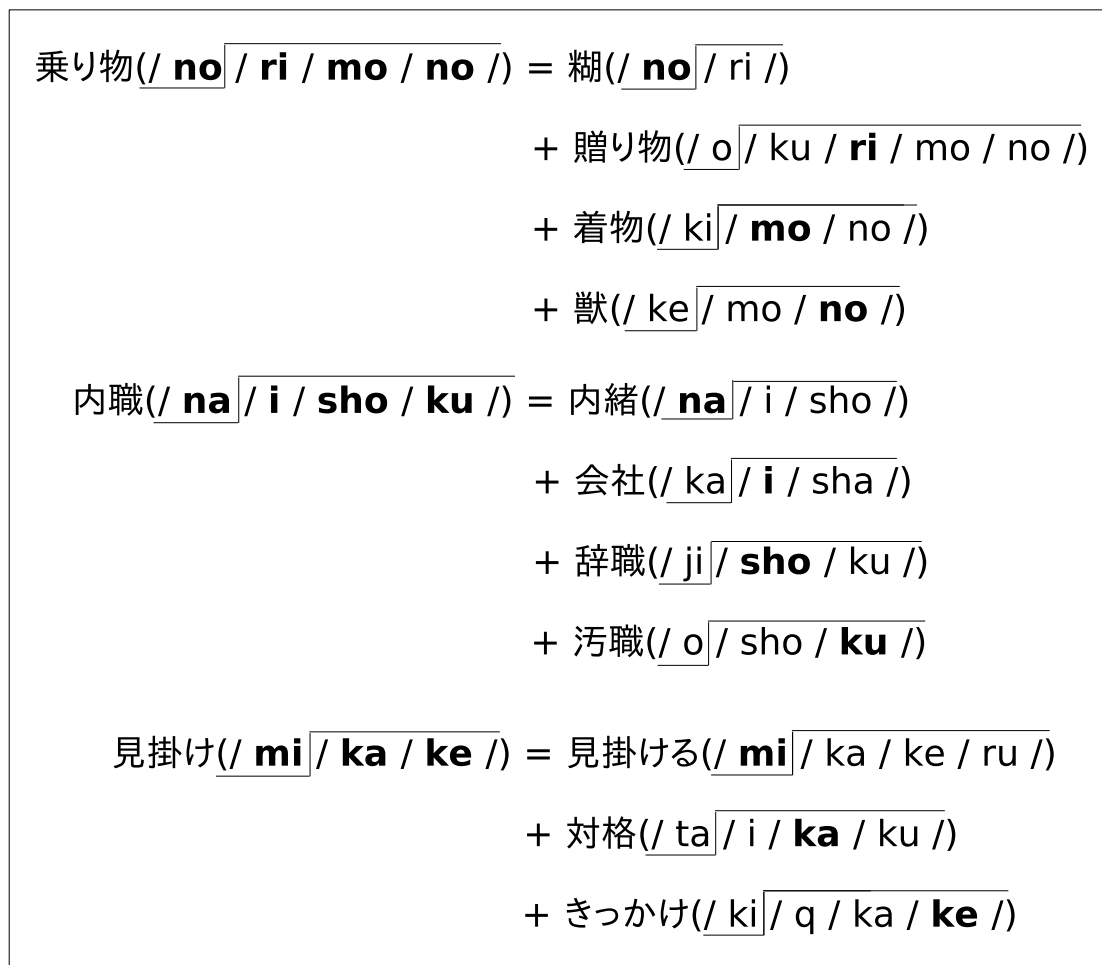 乗り物(/ no / ri / mo / no /) = 糊(/ no / ri /)
+ 贈り物(/ o / ku / ri / mo / no /)
+ 着物(/ ki / mo / no /)
+ 獣(/ ke / mo / no /)
内職(/ na / i / sho / ku /) = 内緒(/ na / i / sho /)
+ 会社(/ ka / i / sha /)
+ 辞職(/ ji / sho / ku /)
+ 汚職(/ o / sho / ku /)
見掛け(/ mi / ka / ke /) = 見掛ける(/ mi / ka / ke / ru /)
+ 対格(/ ta / i / ka / ku /)
+ きっかけ(/ ki / q / ka / ke /)